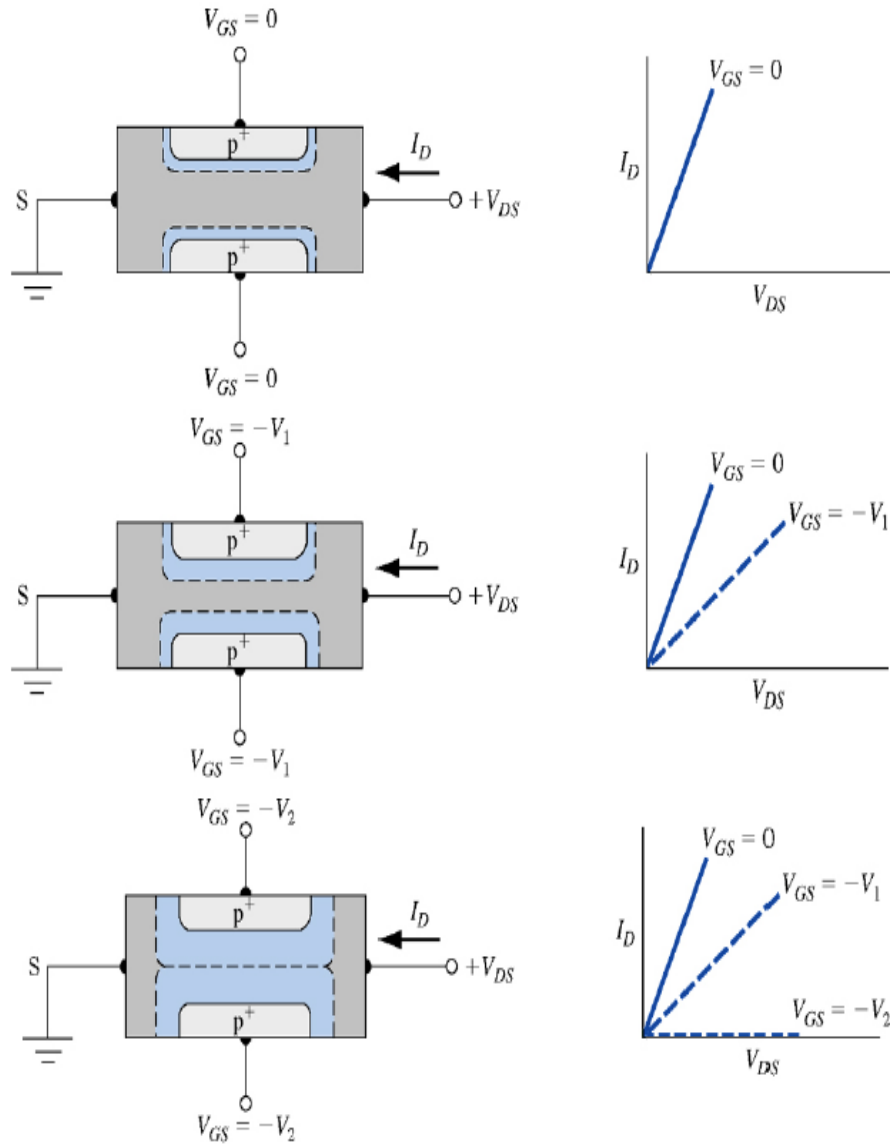 V_GS = 0
p+
I_D
S
+V_DS
p+
V_GS = 0
V_GS = 0
I_D
V_DS
V_GS = −V_1
p+
I_D
S
+V_DS
p+
V_GS = −V_1
V_GS = 0
V_GS = −V_1
I_D
V_DS
V_GS = −V_2
p+
I_D
S
+V_DS
p+
V_GS = −V_2
V_GS = 0
V_GS = −V_1
I_D
V_GS = −V_2
V_DS